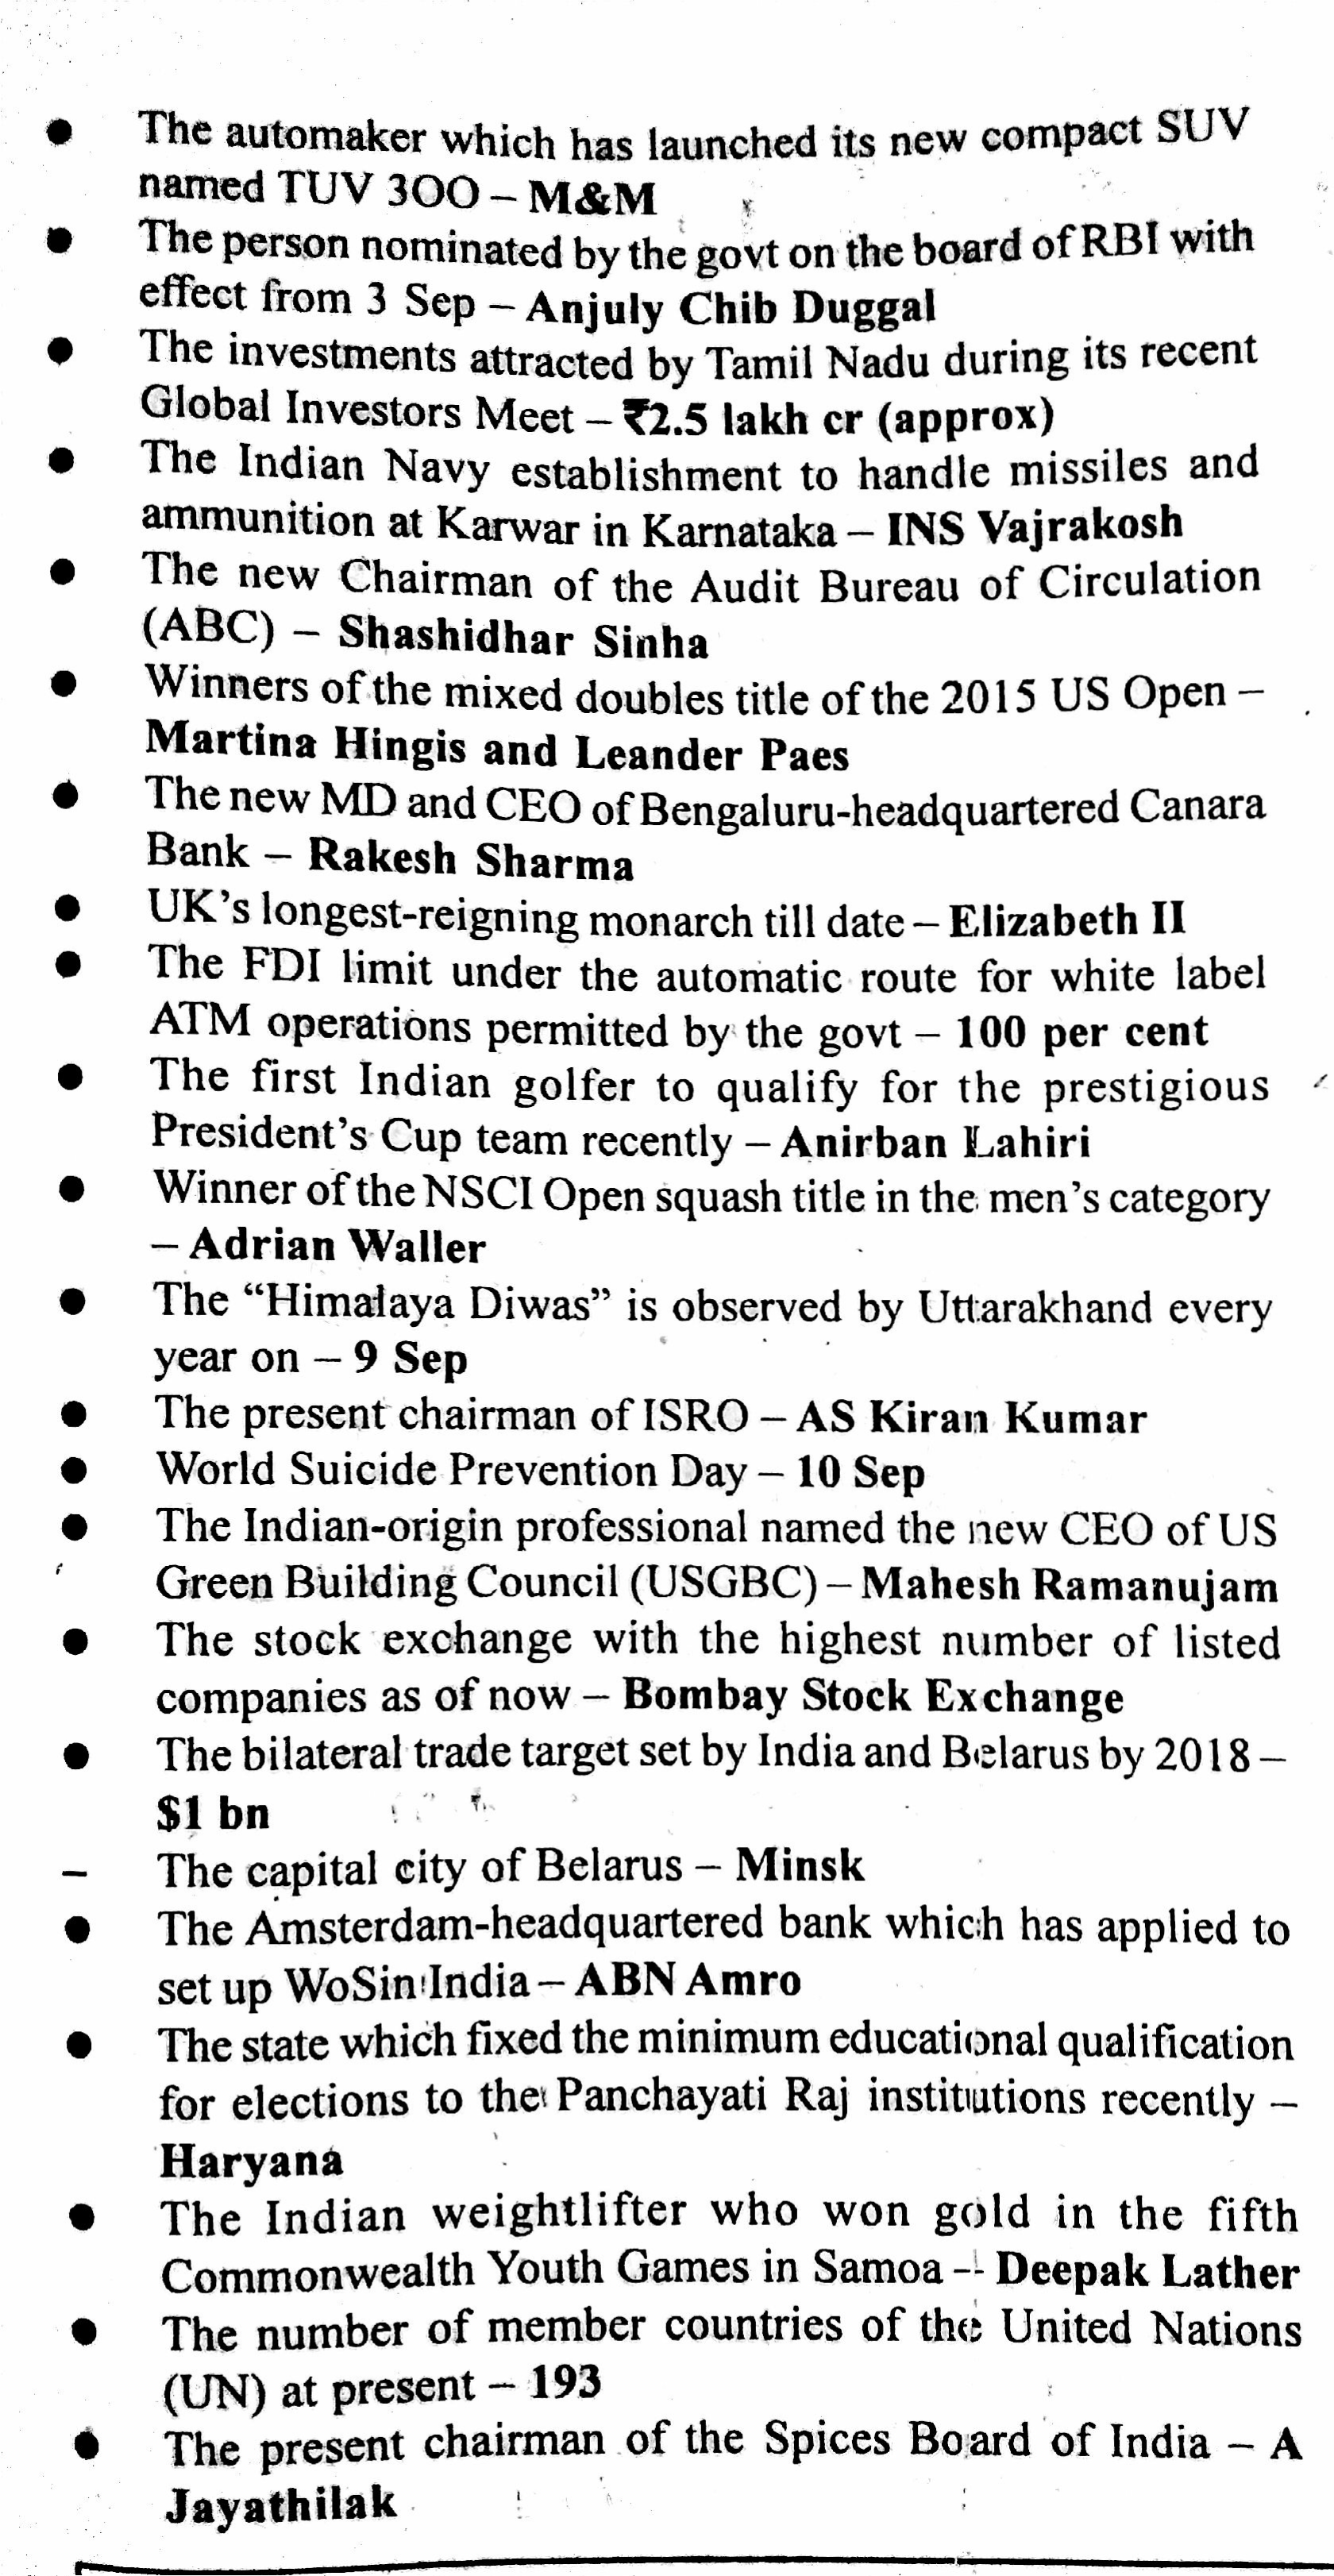 ● The automaker which has launched its new compact SUV
named TUV 3OO – M&M
● The person nominated by the govt on the board of RBI with
effect from 3 Sep – Anjuly Chib Duggal
● The investments attracted by Tamil Nadu during its recent
Global Investors Meet – ₹2.5 lakh cr (approx)
● The Indian Navy establishment to handle missiles and
ammunition at Karwar in Karnataka – INS Vajrakosh
● The new Chairman of the Audit Bureau of Circulation
(ABC) – Shashidhar Sinha
● Winners of the mixed doubles title of the 2015 US Open –
Martina Hingis and Leander Paes
● The new MD and CEO of Bengaluru-headquartered Canara
Bank – Rakesh Sharma
● UK's longest-reigning monarch till date – Elizabeth II
● The FDI limit under the automatic route for white label
ATM operations permitted by the govt – 100 per cent
● The first Indian golfer to qualify for the prestigious
President's Cup team recently – Anirban Lahiri
● Winner of the NSCI Open squash title in the men's category
– Adrian Waller
● The “Himalaya Diwas” is observed by Uttarakhand every
year on – 9 Sep
● The present chairman of ISRO – AS Kiran Kumar
● World Suicide Prevention Day – 10 Sep
● The Indian-origin professional named the new CEO of US
Green Building Council (USGBC) – Mahesh Ramanujam
● The stock exchange with the highest number of listed
companies as of now – Bombay Stock Exchange
● The bilateral trade target set by India and Belarus by 2018 –
$1 bn
– The capital city of Belarus – Minsk
● The Amsterdam-headquartered bank which has applied to
set up WoSinIndia – ABN Amro
● The state which fixed the minimum educational qualification
for elections to the Panchayati Raj institutions recently –
Haryana
● The Indian weightlifter who won gold in the fifth
Commonwealth Youth Games in Samoa – Deepak Lather
● The number of member countries of the United Nations
(UN) at present – 193
● The present chairman of the Spices Board of India – A
Jayathilak